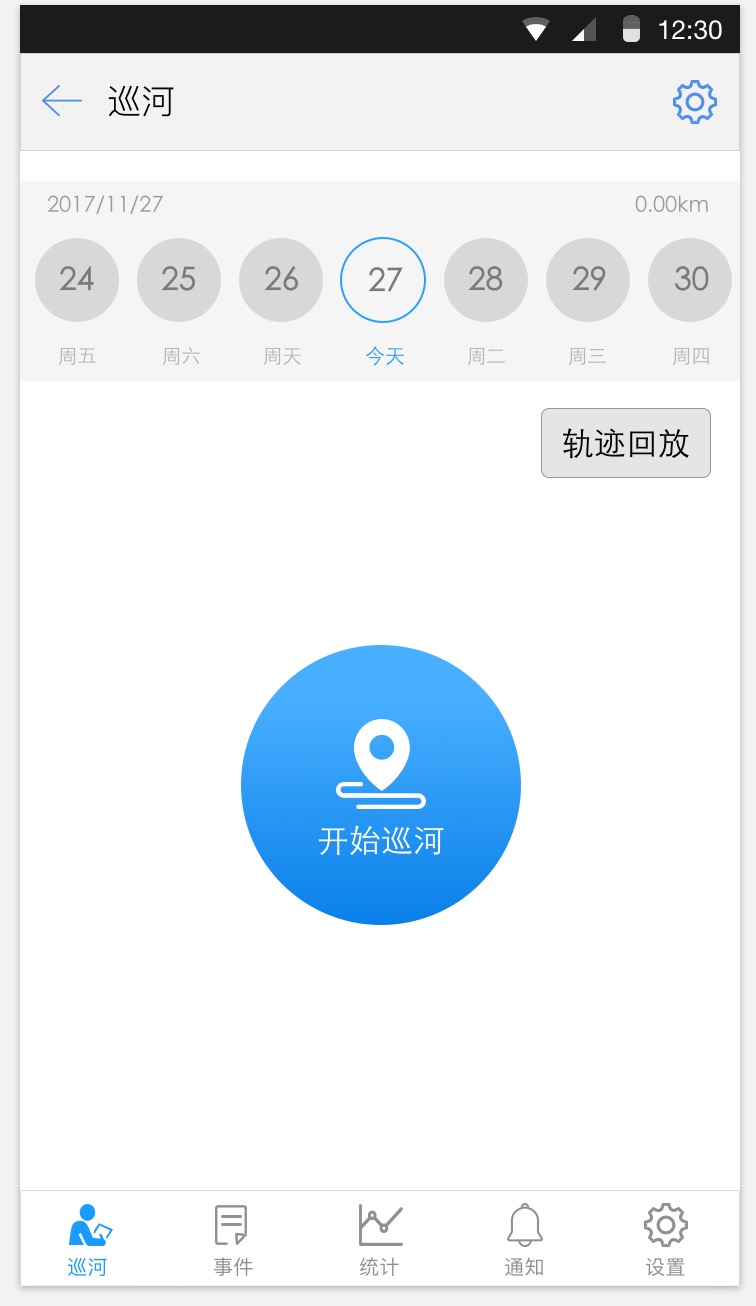 12:30
巡河
2017/11/27 0.00km
24 25 26 27 28 29 30
周五 周六 周天 今天 周二 周三 周四
轨迹回放
开始巡河
巡河 事件 统计 通知 设置